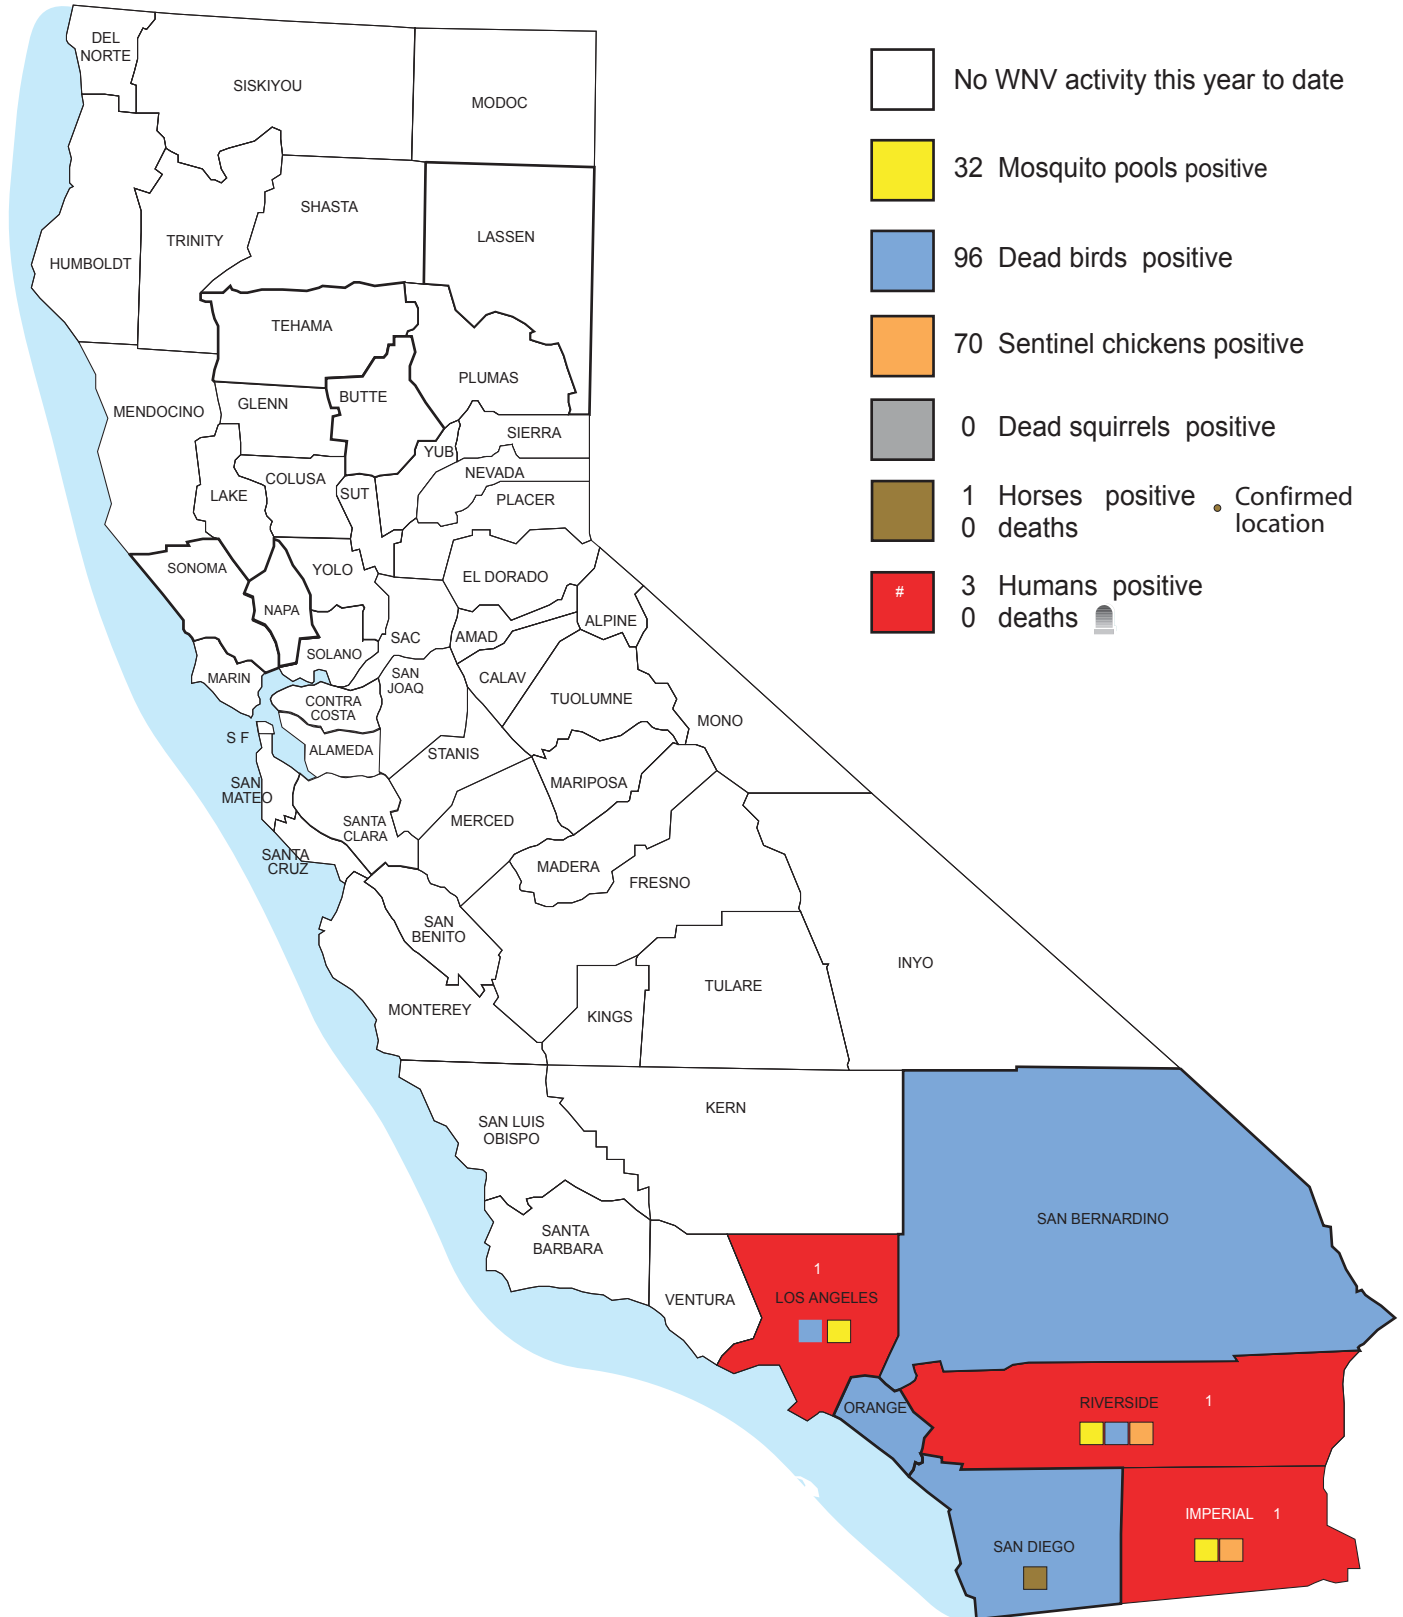 DEL
NORTE
SISKIYOU
MODOC
No WNV activity this year to date
32 Mosquito pools positive
SHASTA
TRINITY
LASSEN
HUMBOLDT
96 Dead birds positive
TEHAMA
70 Sentinel chickens positive
PLUMAS
BUTTE
GLENN
MENDOCINO
0 Dead squirrels positive
SIERRA
YUB
NEVADA
COLUSA
SUT
LAKE
PLACER
1 Horses positive
0 deaths
Confirmed
location
SONOMA
YOLO
EL DORADO
# 3 Humans positive
0 deaths
NAPA
ALPINE
SAC
AMAD
SOLANO
MARIN
SAN
JOAQ
CALAV
CONTRA
COSTA
TUOLUMNE
MONO
S F
ALAMEDA
STANIS
SAN
MATEO
MARIPOSA
SANTA
CLARA
MERCED
SANTA
CRUZ
MADERA
FRESNO
SAN
BENITO
INYO
TULARE
MONTEREY
KINGS
KERN
SAN LUIS
OBISPO
SAN BERNARDINO
SANTA
BARBARA
1
LOS ANGELES
VENTURA
RIVERSIDE 1
ORANGE
IMPERIAL 1
SAN DIEGO